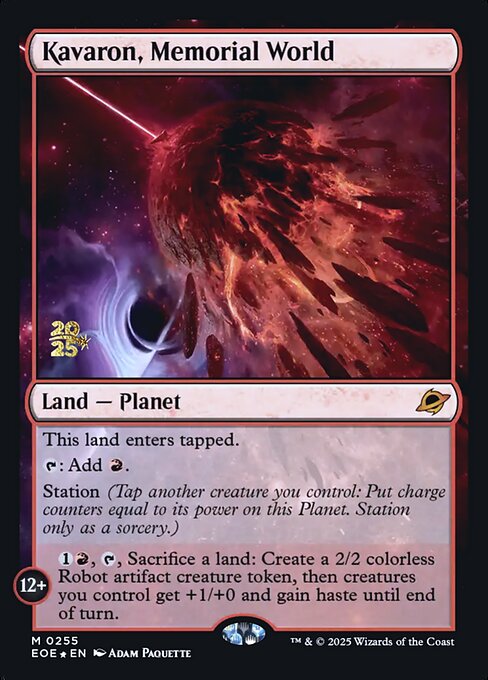 Kavaron, Memorial World
2025
Land — Planet
This land enters tapped.
: Add .
Station (Tap another creature you control: Put charge
counters equal to its power on this Planet. Station
only as a sorcery.)
12+
1, , Sacrifice a land: Create a 2/2 colorless
Robot artifact creature token, then creatures
you control get +1/+0 and gain haste until end
of turn.
M 0255
EOE★EN Adam Paquette
™ & © 2025 Wizards of the Coast